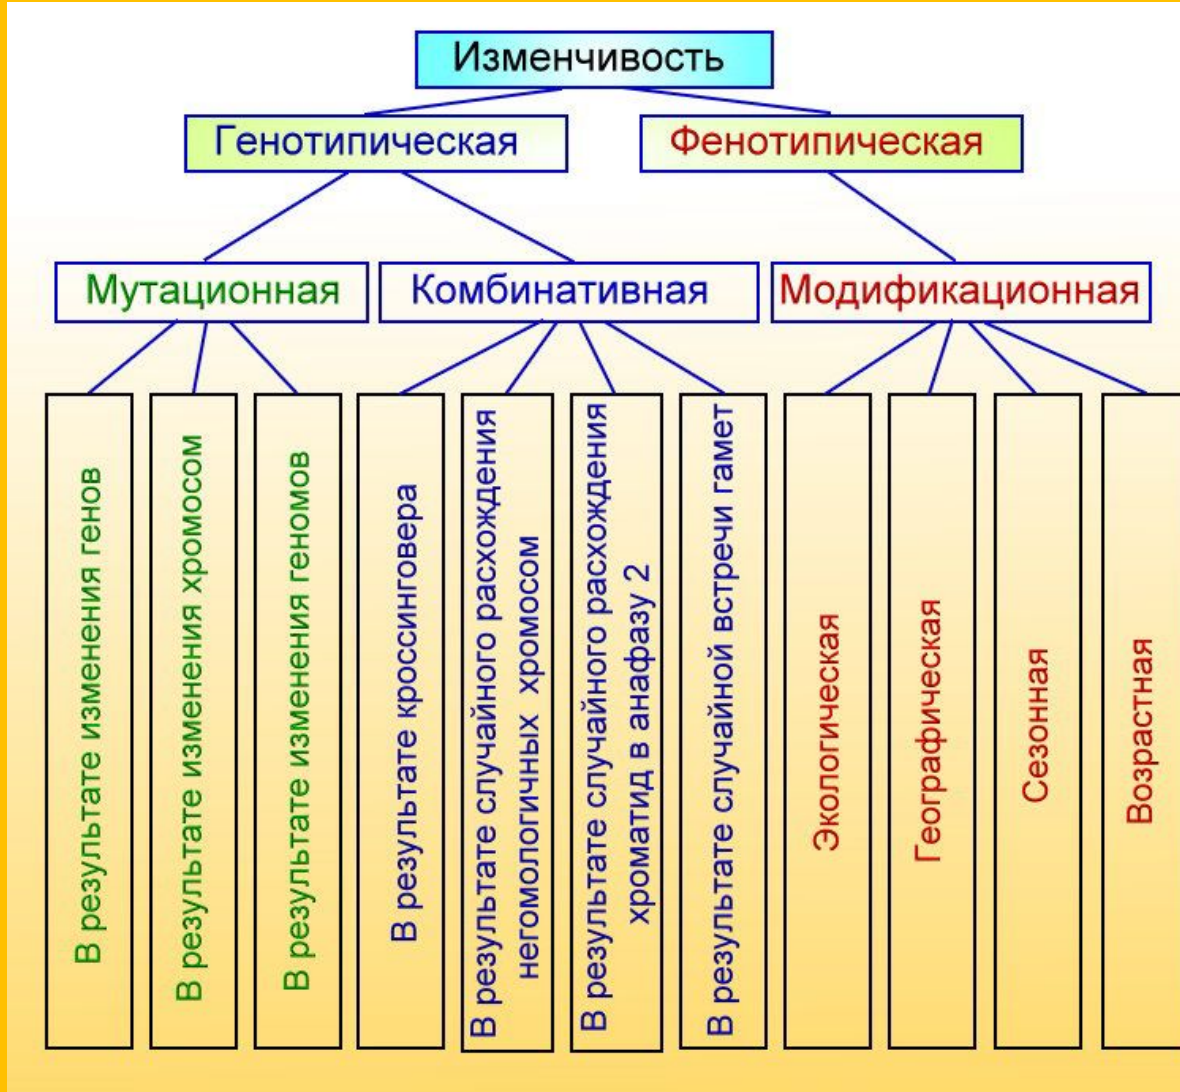 Изменчивость
Генотипическая
Фенотипическая
Мутационная
Комбинативная
Модификационная
В результате изменения генов
В результате изменения хромосом
В результате изменения геномов
В результате кроссинговера
В результате случайного расхождения
негомологичных хромосом
В результате случайного расхождения
хроматид в анафазу 2
В результате случайной встречи гамет
Экологическая
Географическая
Сезонная
Возрастная